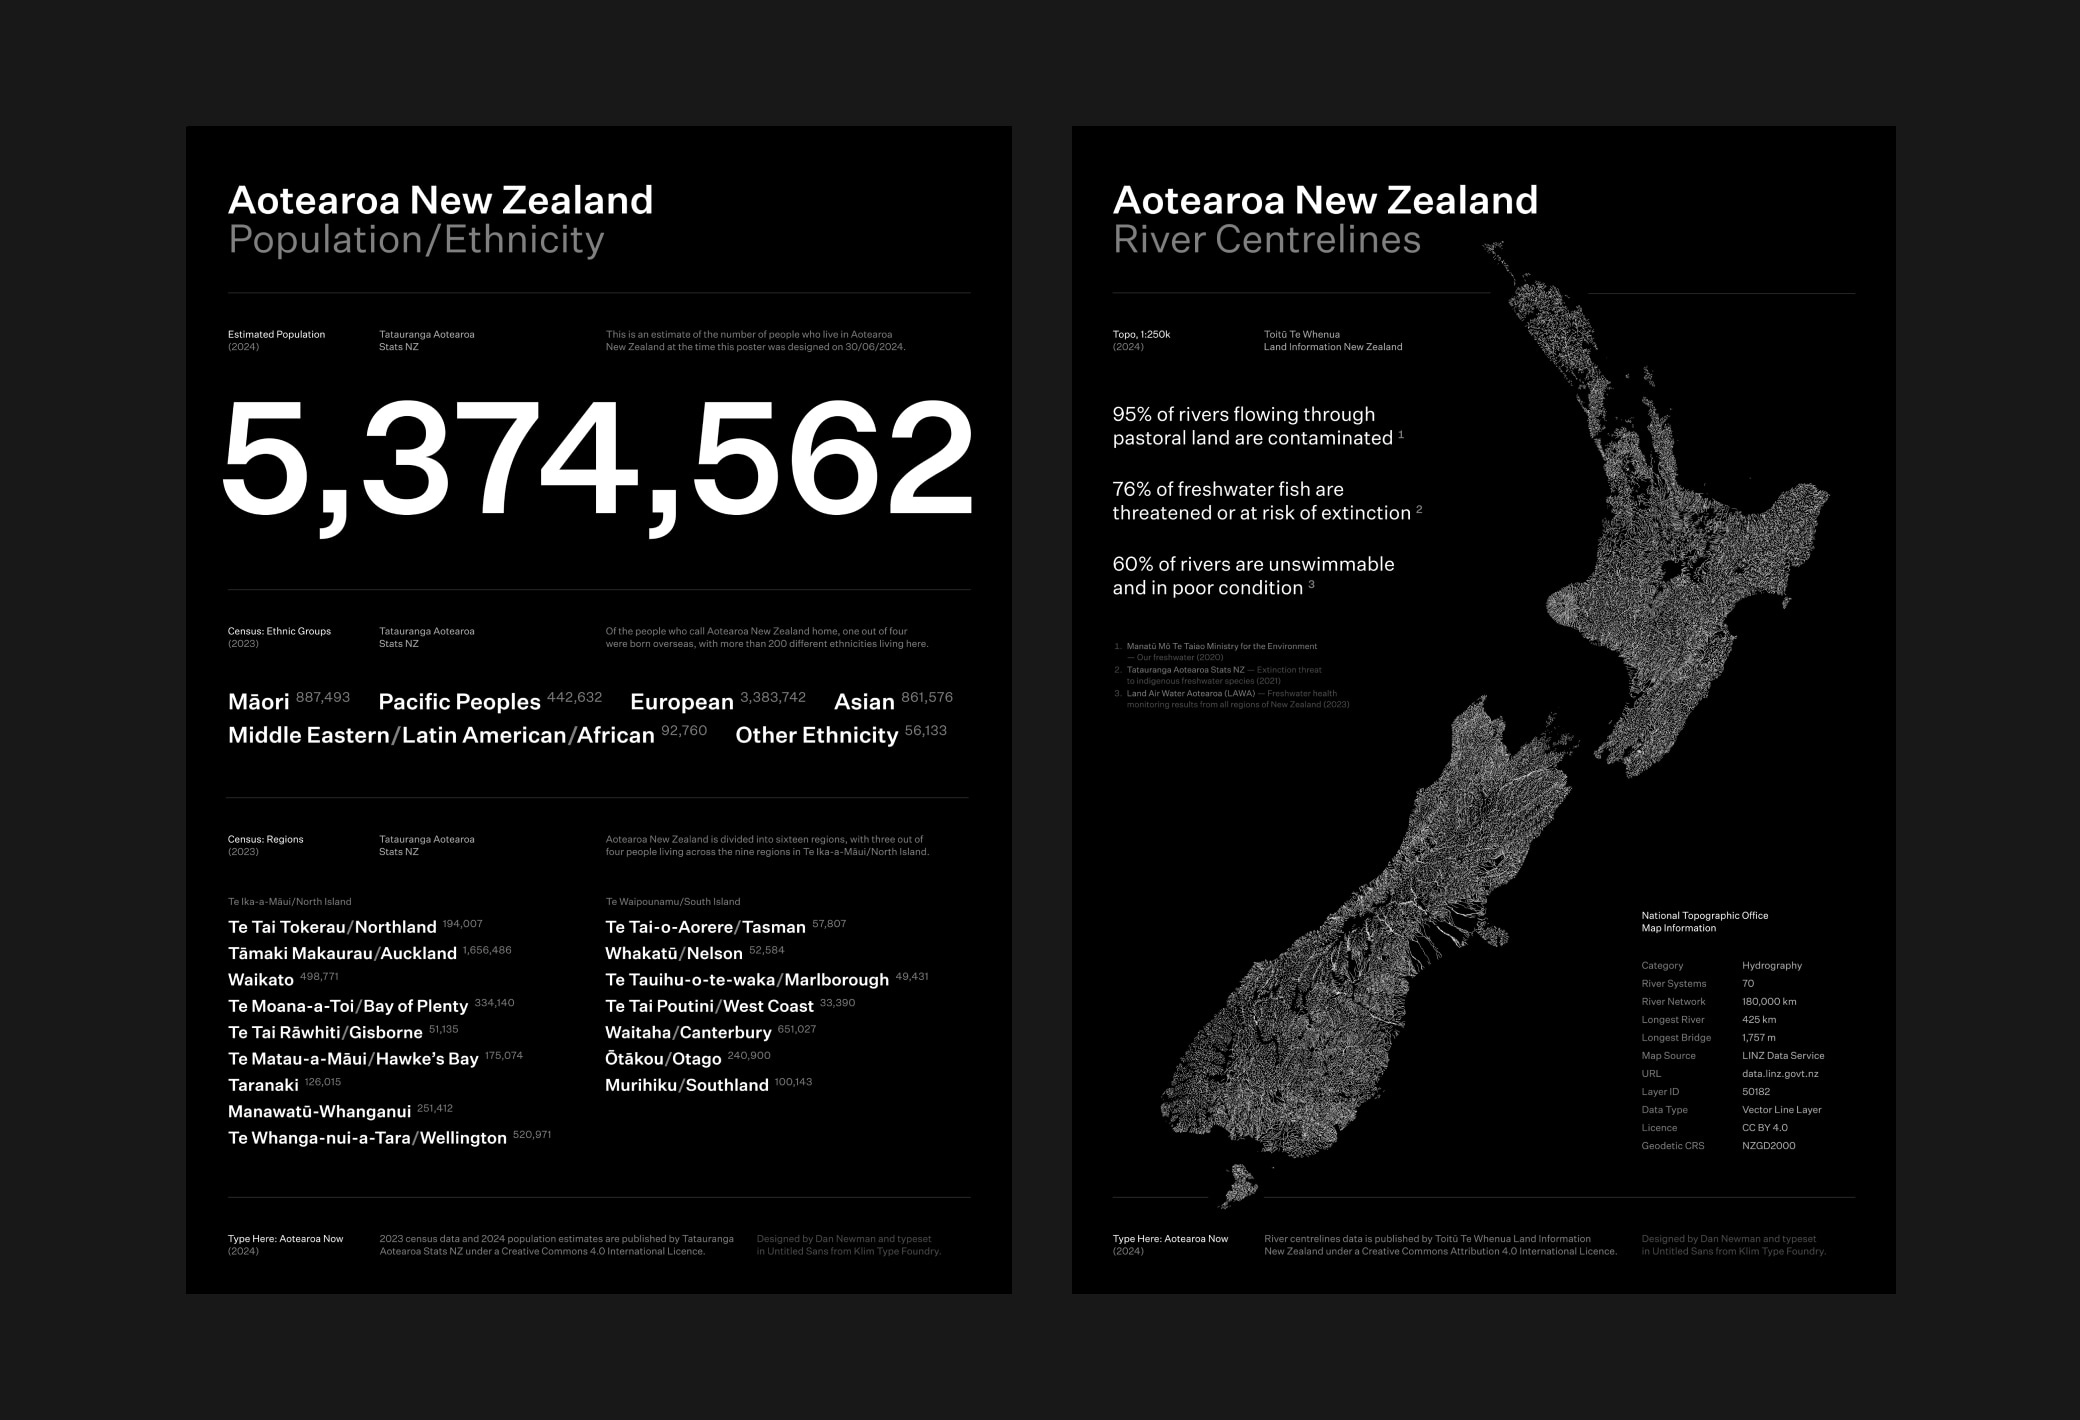 Aotearoa New Zealand
Population/Ethnicity
Estimated Population
(2024)
Tatauranga Aotearoa
Stats NZ
This is an estimate of the number of people who live in Aotearoa
New Zealand at the time this poster was designed on 30/06/2024.
5,374,562
Census: Ethnic Groups
(2023)
Tatauranga Aotearoa
Stats NZ
Of the people who call Aotearoa New Zealand home, one out of four
were born overseas, with more than 200 different ethnicities living here.
Māori 887,493 Pacific Peoples 442,632 European 3,383,742 Asian 861,576
Middle Eastern/Latin American/African 92,760 Other Ethnicity 56,133
Census: Regions
(2023)
Tatauranga Aotearoa
Stats NZ
Aotearoa New Zealand is divided into sixteen regions, with three out of
four people living across the nine regions in Te Ika-a-Māui/North Island.
Te Ika-a-Māui/North Island
Te Tai Tokerau/Northland 194,007
Tāmaki Makaurau/Auckland 1,656,486
Waikato 498,771
Te Moana-a-Toi/Bay of Plenty 334,140
Te Tai Rāwhiti/Gisborne 51,135
Te Matau-a-Māui/Hawke’s Bay 175,074
Taranaki 126,015
Manawatū-Whanganui 251,412
Te Whanga-nui-a-Tara/Wellington 520,971
Te Waipounamu/South Island
Te Tai-o-Aorere/Tasman 57,807
Whakatū/Nelson 52,584
Te Tauihu-o-te-waka/Marlborough 49,431
Te Tai Poutini/West Coast 33,390
Waitaha/Canterbury 651,027
Ōtākou/Otago 240,900
Murihiku/Southland 100,143
Type Here: Aotearoa Now
(2024)
2023 census data and 2024 population estimates are published by Tatauranga
Aotearoa Stats NZ under a Creative Commons 4.0 International Licence.
Designed by Dan Newman and typeset
in Untitled Sans from Klim Type Foundry.
Aotearoa New Zealand
River Centrelines
Topo, 1:250k
(2024)
Toitū Te Whenua
Land Information New Zealand
95% of rivers flowing through
pastoral land are contaminated 1
76% of freshwater fish are
threatened or at risk of extinction 2
60% of rivers are unswimmable
and in poor condition 3
1. Manatū Mō Te Taiao Ministry for the Environment
— Our freshwater (2020)
2. Tatauranga Aotearoa Stats NZ — Extinction threat
to indigenous freshwater species (2021)
3. Land Air Water Aotearoa (LAWA) — Freshwater health
monitoring results from all regions of New Zealand (2023)
National Topographic Office
Map Information
Category Hydrography
River Systems 70
River Network 180,000 km
Longest River 425 km
Longest Bridge 1,757 m
Map Source LINZ Data Service
URL data.linz.govt.nz
Layer ID 50182
Data Type Vector Line Layer
Licence CC BY 4.0
Geodetic CRS NZGD2000
Type Here: Aotearoa Now
(2024)
River centrelines data is published by Toitū Te Whenua Land Information
New Zealand under a Creative Commons Attribution 4.0 International Licence.
Designed by Dan Newman and typeset
in Untitled Sans from Klim Type Foundry.